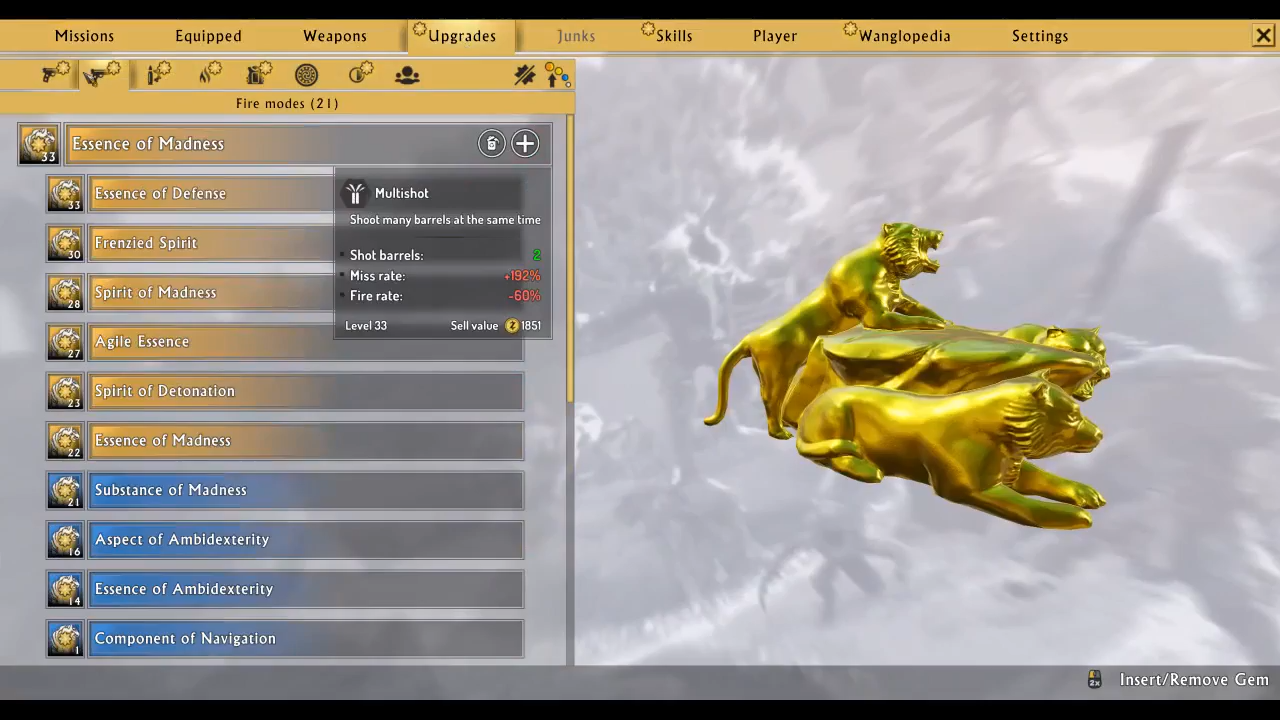 Missions Equipped Weapons Upgrades Junks Skills Player Wanglopedia Settings
Fire modes (21)
33 Essence of Madness
33 Essence of Defense
Multishot
Shoot many barrels at the same time
30 Frenzied Spirit
Shot barrels: 2
Miss rate: +192%
28 Spirit of Madness
Fire rate: -60%
Level 33 Sell value 1851
27 Agile Essence
23 Spirit of Detonation
22 Essence of Madness
21 Substance of Madness
16 Aspect of Ambidexterity
14 Essence of Ambidexterity
1 Component of Navigation
2x Insert/Remove Gem